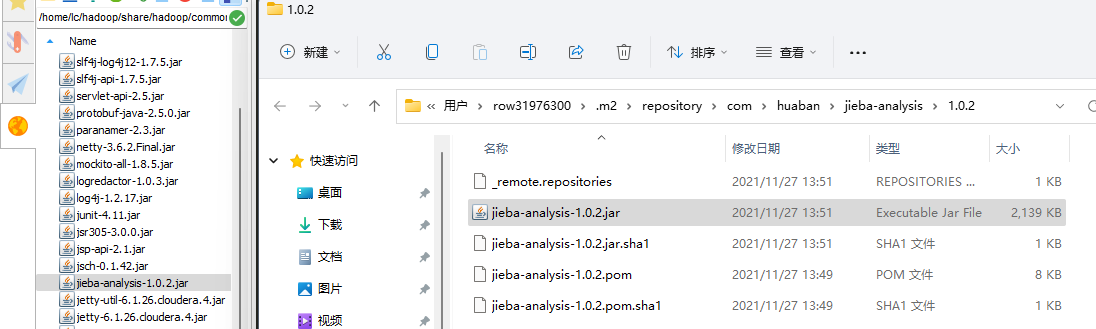 /home/lc/hadoop/share/hadoop/commo
Name
slf4j-log4j12-1.7.5.jar
slf4j-api-1.7.5.jar
servlet-api-2.5.jar
protobuf-java-2.5.0.jar
paranamer-2.3.jar
netty-3.6.2.Final.jar
mockito-all-1.8.5.jar
logredactor-1.0.3.jar
log4j-1.2.17.jar
junit-4.11.jar
jsr305-3.0.0.jar
jsp-api-2.1.jar
jsch-0.1.42.jar
jieba-analysis-1.0.2.jar
jetty-util-6.1.26.cloudera.4.jar
jetty-6.1.26.cloudera.4.jar
1.0.2
新建 排序 查看 ···
« 用户 > row31976300 > .m2 > repository > com > huaban > jieba-analysis > 1.0.2
快速访问
桌面
下载
文档
图片
视频
名称 修改日期 类型 大小
_remote.repositories 2021/11/27 13:51 REPOSITORIES ... 1 KB
jieba-analysis-1.0.2.jar 2021/11/27 13:51 Executable Jar File 2,139 KB
jieba-analysis-1.0.2.jar.sha1 2021/11/27 13:51 SHA1 文件 1 KB
jieba-analysis-1.0.2.pom 2021/11/27 13:49 POM 文件 8 KB
jieba-analysis-1.0.2.pom.sha1 2021/11/27 13:49 SHA1 文件 1 KB